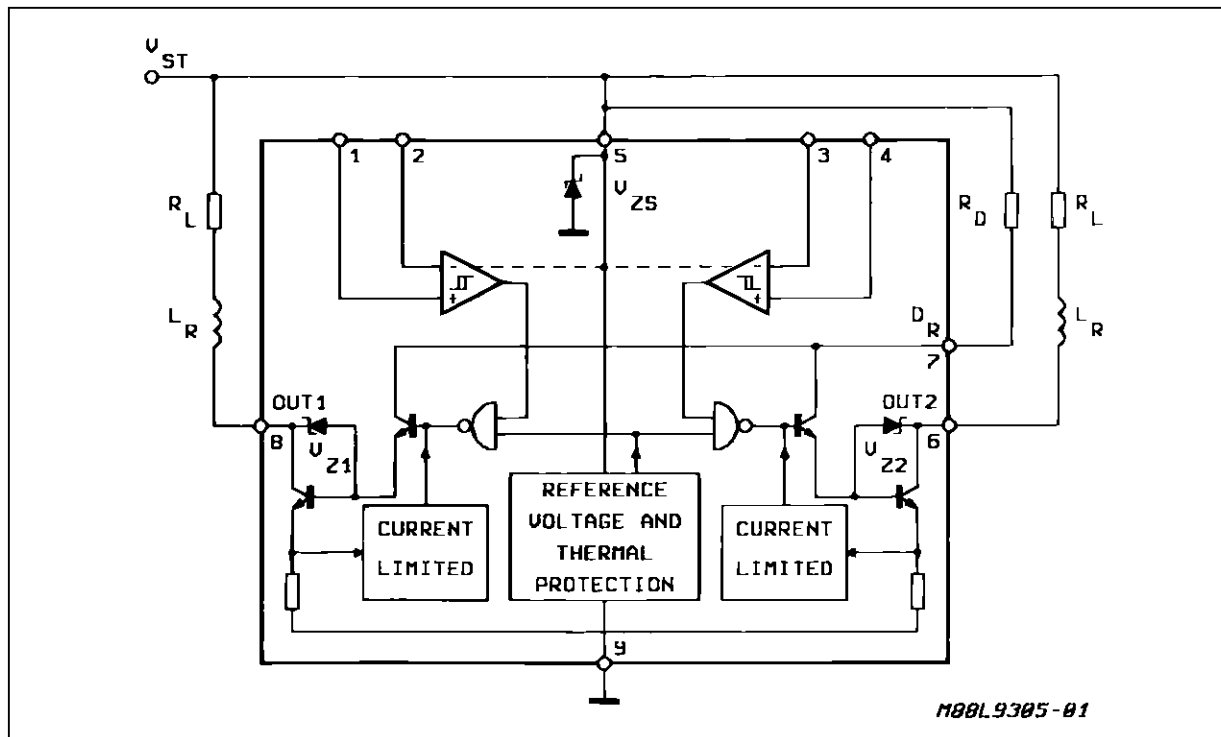 V ST
1 2 5 3 4
V ZS
R L
R D
R L
L R
D R
L R
7
OUT1
OUT2
8
V Z1
V Z2
6
- +
- +
REFERENCE
VOLTAGE AND
THERMAL
PROTECTION
CURRENT
LIMITED
CURRENT
LIMITED
9
M88L9305-01